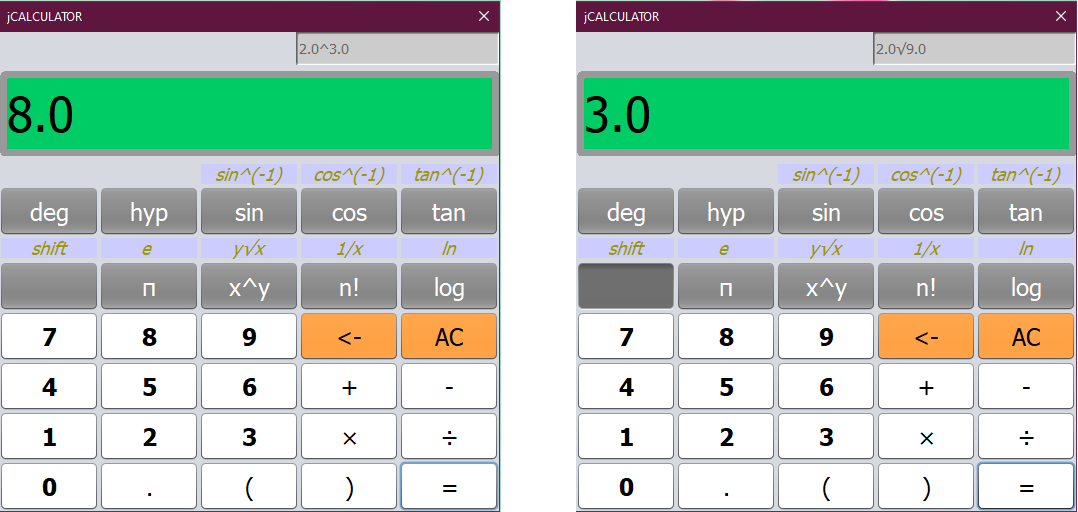 jCALCULATOR ✕
2.0^3.0
8.0
sin^(-1) cos^(-1) tan^(-1)
deg hyp sin cos tan
shift e y√x 1/x ln
π x^y n! log
7 8 9 <- AC
4 5 6 + -
1 2 3 × ÷
0 . ( ) =
jCALCULATOR ✕
2.0√9.0
3.0
sin^(-1) cos^(-1) tan^(-1)
deg hyp sin cos tan
shift e y√x 1/x ln
π x^y n! log
7 8 9 <- AC
4 5 6 + -
1 2 3 × ÷
0 . ( ) =